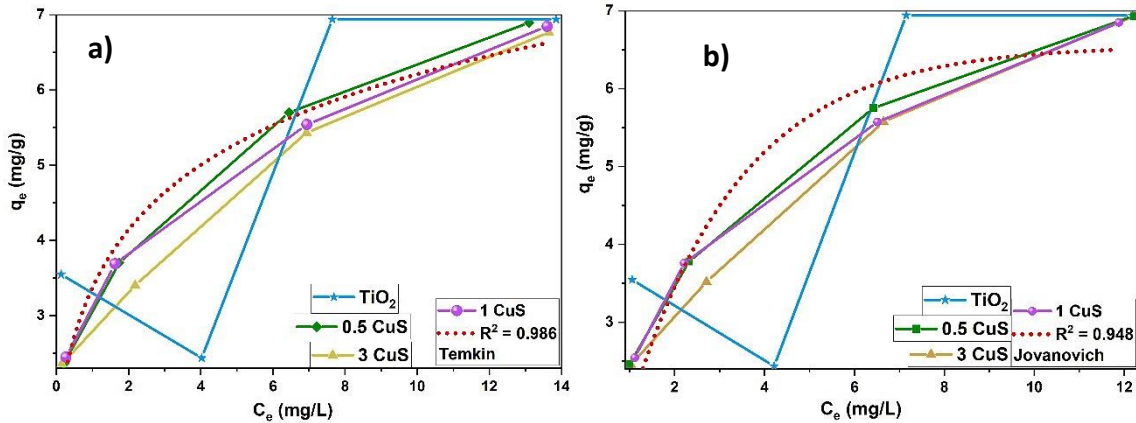 a)
7
6
5
4
3
q_e (mg/g)
0
2
4
6
8
10
12
14
C_e (mg/L)
TiO₂
0.5 CuS
3 CuS
1 CuS
R² = 0.986
Temkin
b)
7
6
5
4
3
q_e (mg/g)
2
4
6
8
10
12
C_e (mg/L)
TiO₂
0.5 CuS
3 CuS
1 CuS
R² = 0.948
Jovanovich